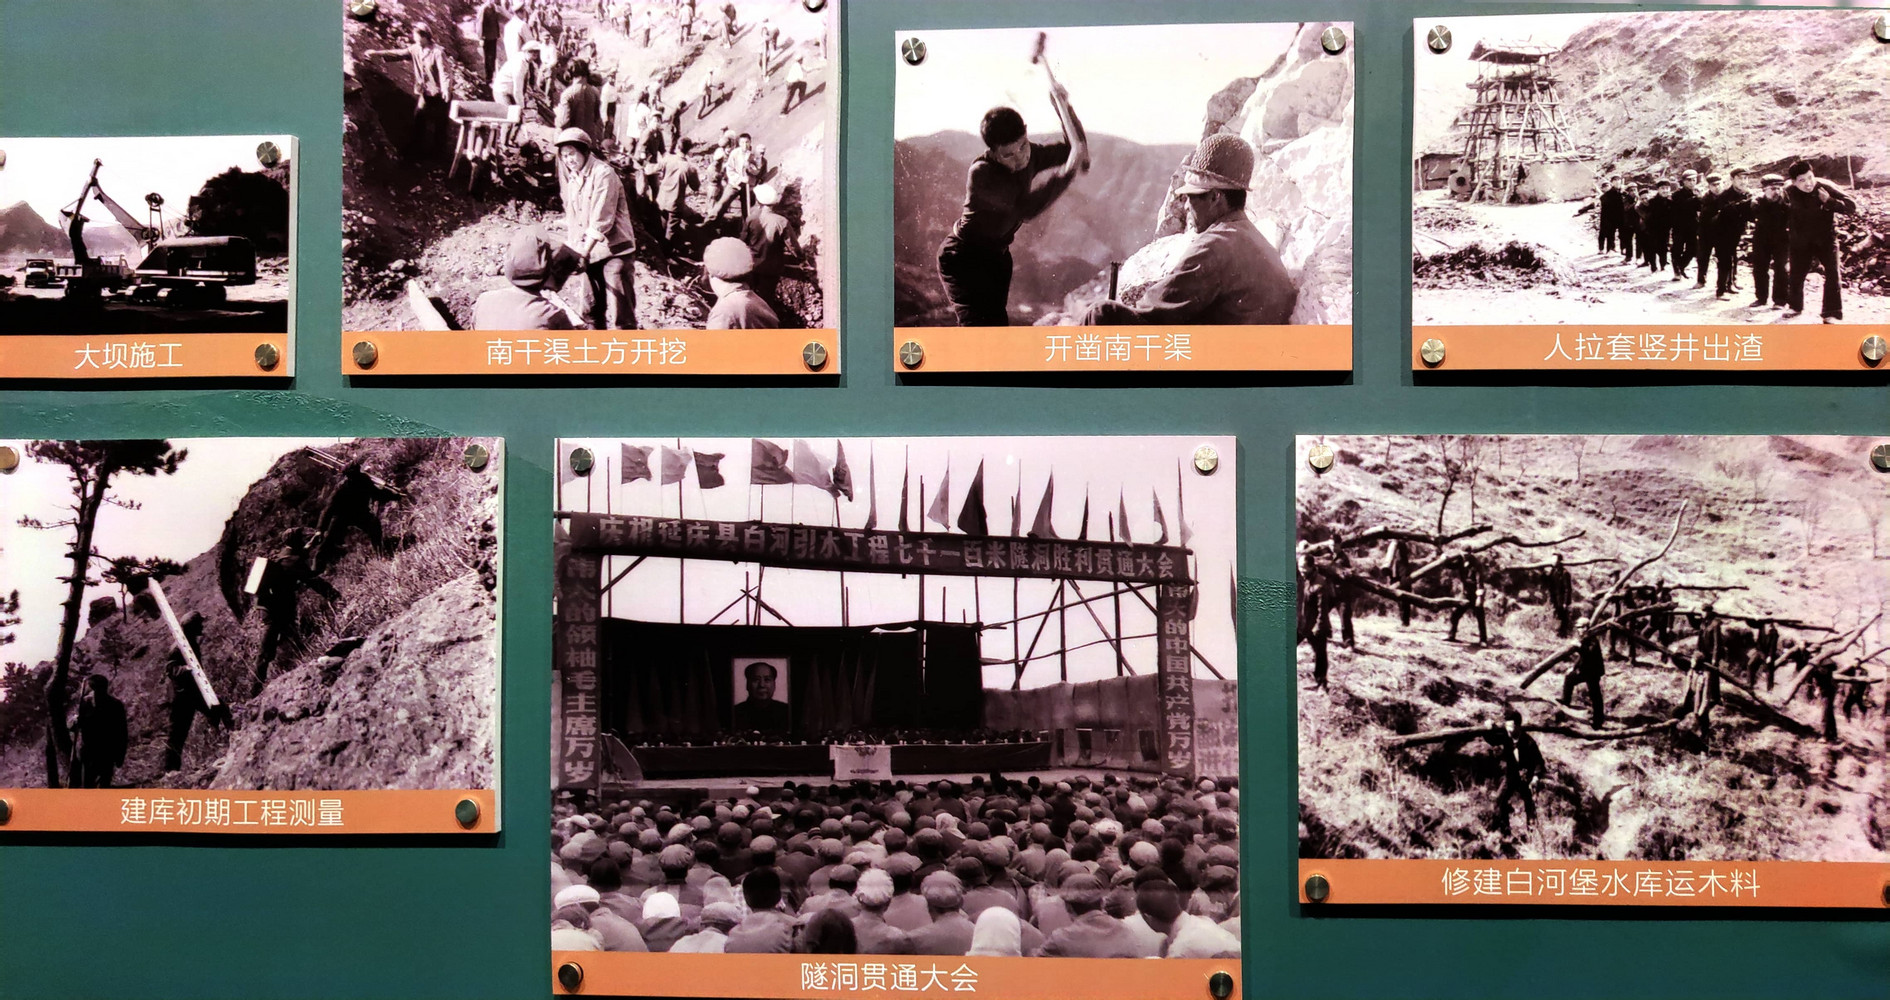 大坝施工
南干渠土方开挖
开凿南干渠
人拉套竖井出渣
建库初期工程测量
庆祝延庆县白河引水工程七千一百米隧洞胜利贯通大会
伟大的领袖毛主席万岁
伟大的中国共产党万岁
隧洞贯通大会
修建白河堡水库运木料